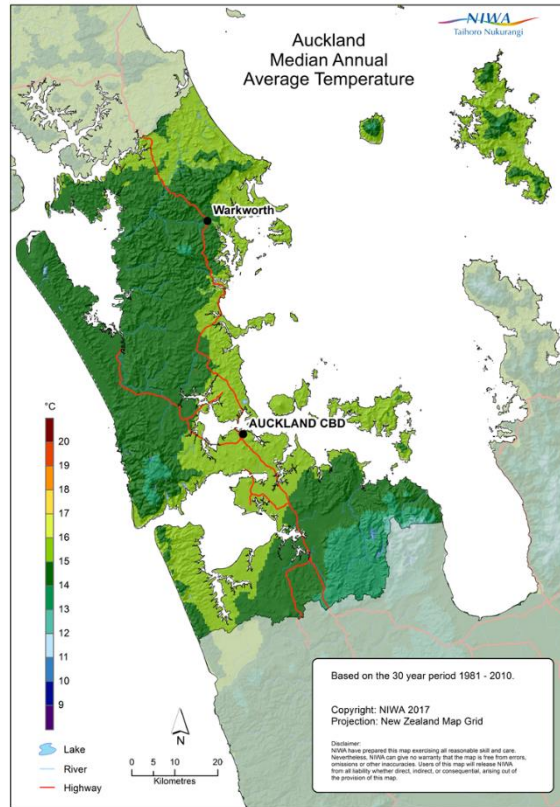 NIWA
Taihoro Nukurangi
Auckland
Median Annual
Average Temperature
Warkworth
AUCKLAND CBD
°C
20
19
18
17
16
15
14
13
12
11
10
9
Lake
River
Highway
N
20 10 0 20
Kilometres
Based on the 30 year period 1981 - 2010.
Copyright: NIWA 2017
Projection: New Zealand Map Grid
Disclaimer:
NIWA have prepared this map exercising all reasonable skill and care.
Nevertheless, NIWA can give no warranty that the map is free from errors,
omissions or other inaccuracies. Users of this map will release NIWA
from all liability whether direct, indirect, or consequential, arising out of
the provision of this map.